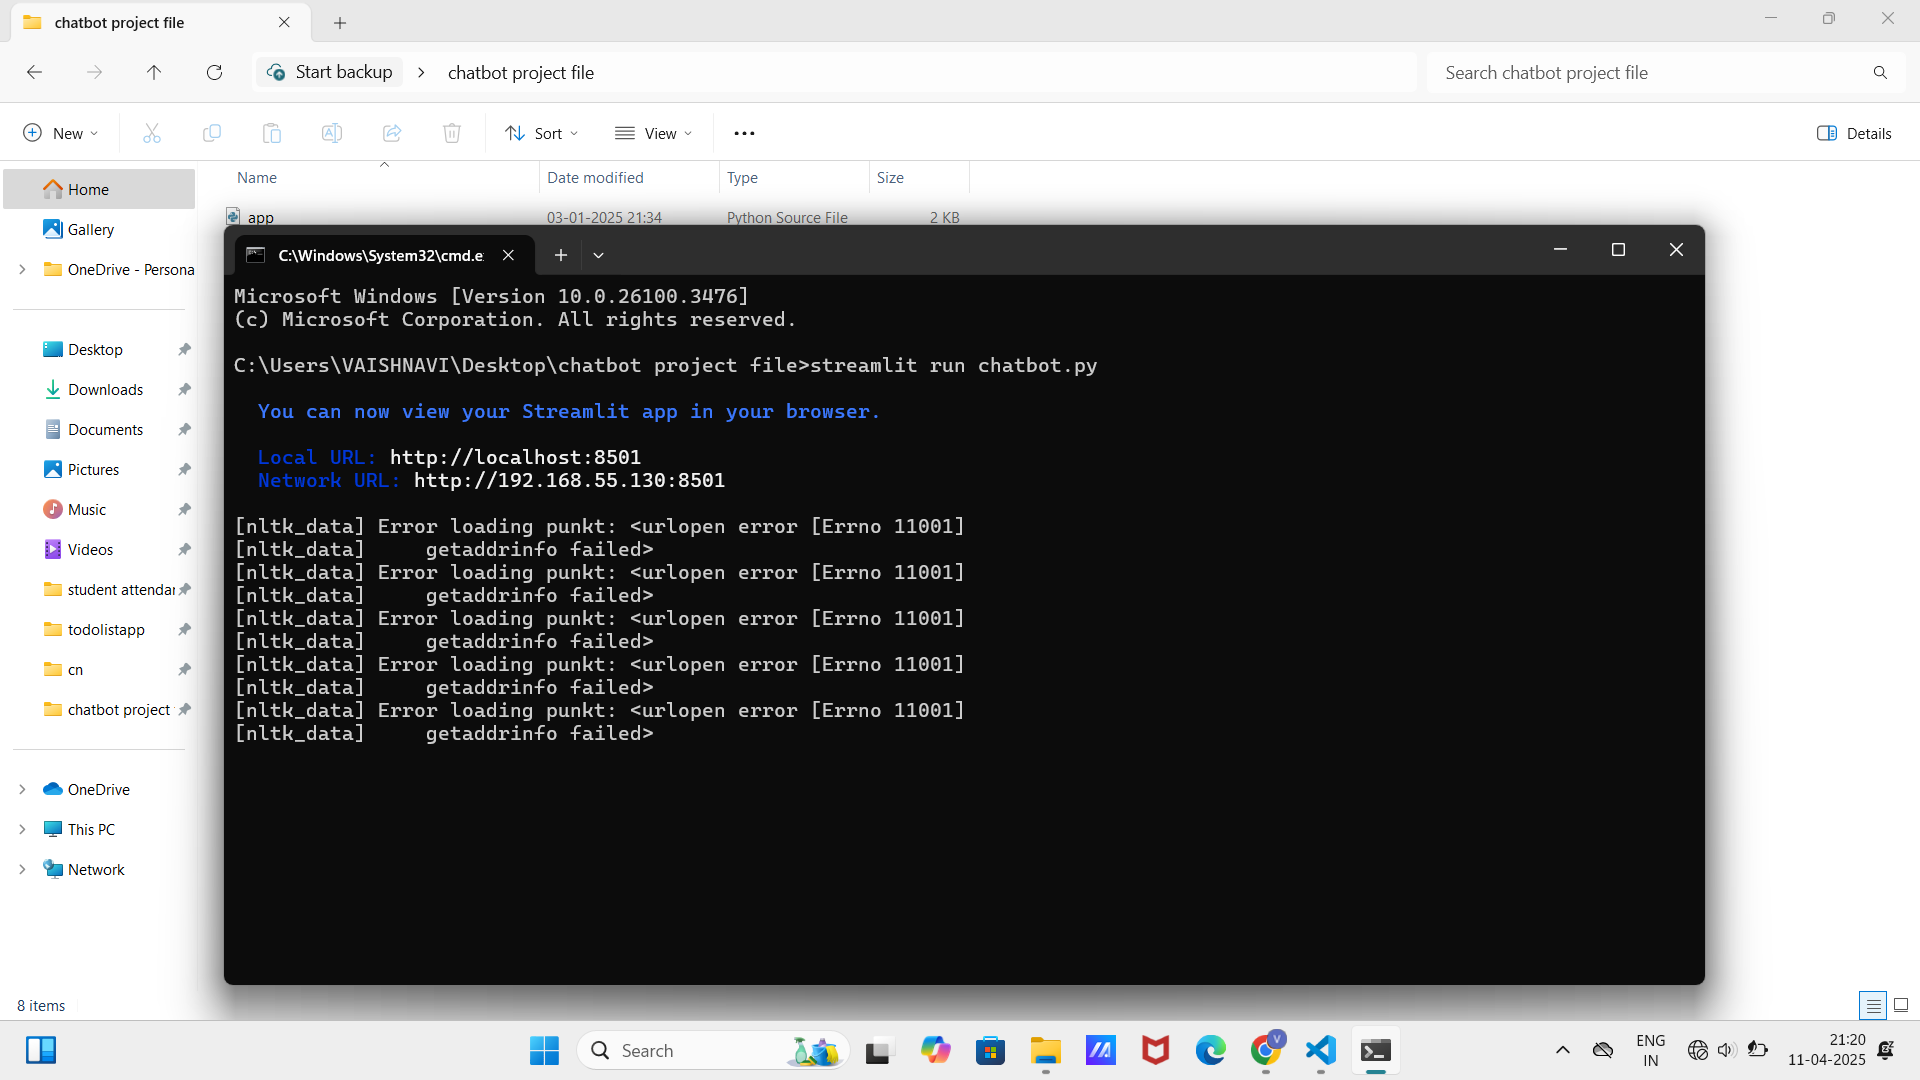 chatbot project file
Start backup
chatbot project file
Search chatbot project file
New
Sort
View
Details
Name
Date modified
Type
Size
app
03-01-2025 21:34
Python Source File
2 KB
Home
Gallery
OneDrive - Persona
Desktop
Downloads
Documents
Pictures
Music
Videos
student attendar
todolistapp
cn
chatbot project
OneDrive
This PC
Network
8 items
C:\Windows\System32\cmd.e
Microsoft Windows [Version 10.0.26100.3476]
(c) Microsoft Corporation. All rights reserved.
C:\Users\VAISHNAVI\Desktop\chatbot project file>streamlit run chatbot.py
You can now view your Streamlit app in your browser.
Local URL: http://localhost:8501
Network URL: http://192.168.55.130:8501
[nltk_data] Error loading punkt: <urlopen error [Errno 11001]
[nltk_data]     getaddrinfo failed>
[nltk_data] Error loading punkt: <urlopen error [Errno 11001]
[nltk_data]     getaddrinfo failed>
[nltk_data] Error loading punkt: <urlopen error [Errno 11001]
[nltk_data]     getaddrinfo failed>
[nltk_data] Error loading punkt: <urlopen error [Errno 11001]
[nltk_data]     getaddrinfo failed>
[nltk_data] Error loading punkt: <urlopen error [Errno 11001]
[nltk_data]     getaddrinfo failed>
Search
V
ENG
IN
21:20
11-04-2025